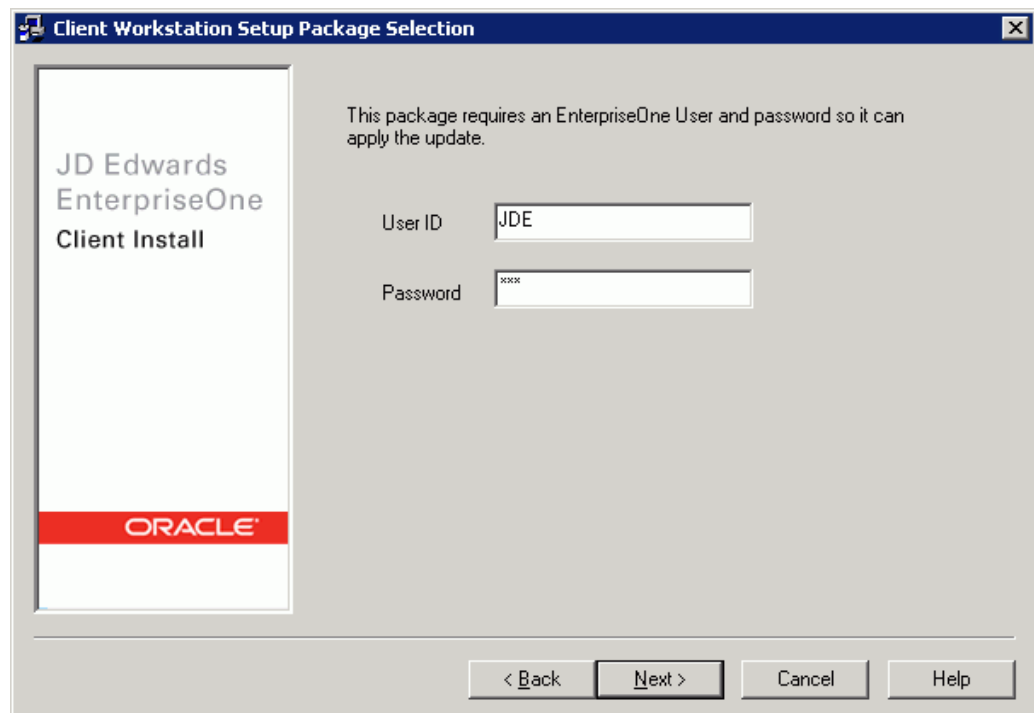 Client Workstation Setup Package Selection
JD Edwards
EnterpriseOne
Client Install
ORACLE
This package requires an EnterpriseOne User and password so it can
apply the update.
User ID
JDE
Password
***
< Back
Next >
Cancel
Help